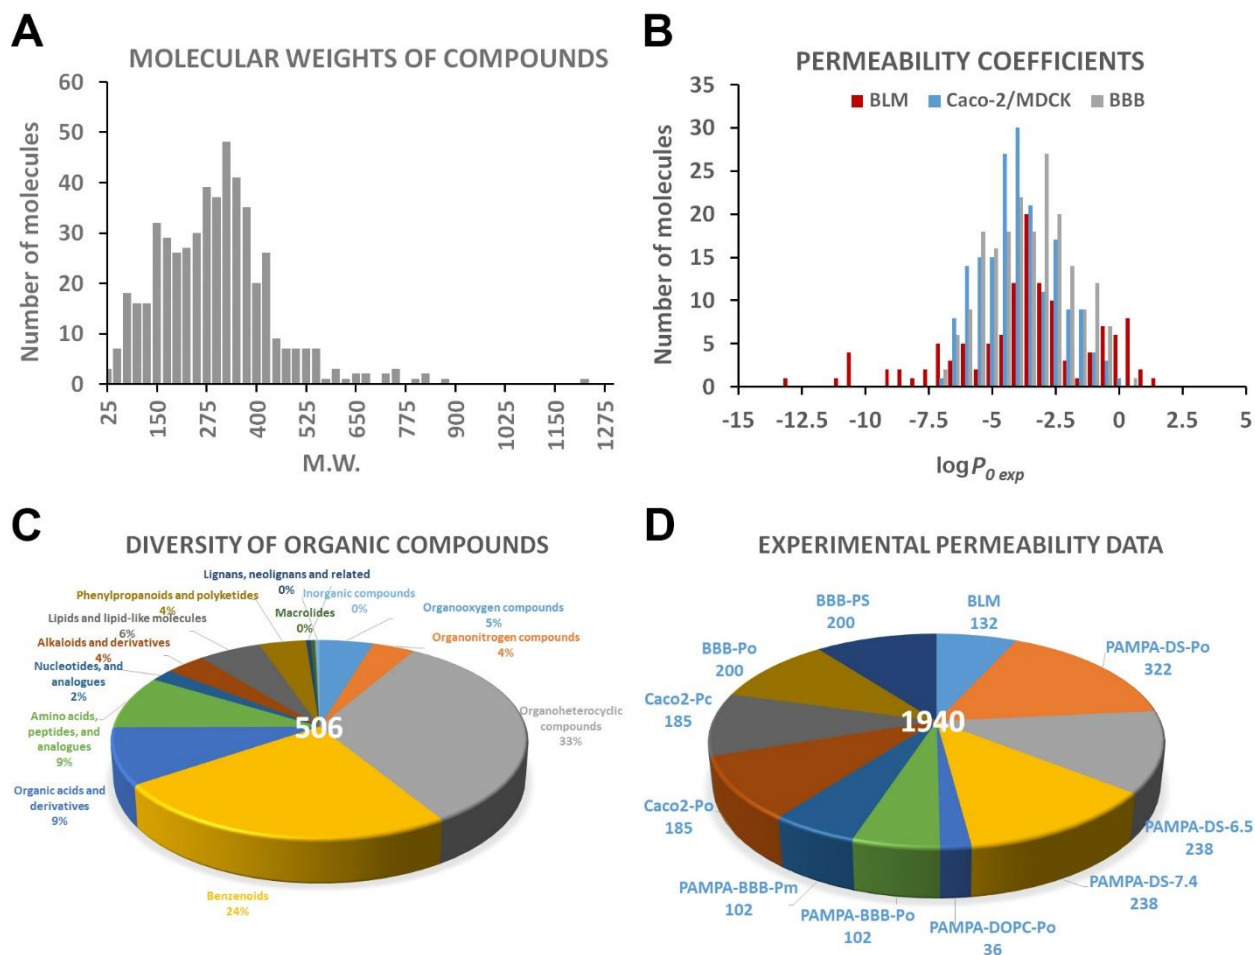 A
MOLECULAR WEIGHTS OF COMPOUNDS
Number of molecules
60
50
40
30
20
10
0
25
150
275
400
525
650
775
900
1025
1150
1275
M.W.
B
PERMEABILITY COEFFICIENTS
BLM
Caco-2/MDCK
BBB
Number of molecules
35
30
25
20
15
10
5
0
-15
-12.5
-10
-7.5
-5
-2.5
0
2.5
5
logP0 exp
C
DIVERSITY OF ORGANIC COMPOUNDS
Lignans, neolignans and related
0%
Inorganic compounds
0%
Phenylpropanoids and polyketides
4%
Macrolides
0%
Organooxygen compounds
5%
Lipids and lipid-like molecules
6%
Organonitrogen compounds
4%
Alkaloids and derivatives
4%
Nucleotides, and
analogues
2%
Amino acids,
peptides, and
analogues
9%
506
Organoheterocyclic
compounds
33%
Organic acids and
derivatives
9%
Benzenoids
24%
D
EXPERIMENTAL PERMEABILITY DATA
BBB-PS
200
BLM
132
BBB-Po
200
PAMPA-DS-Po
322
Caco2-Pc
185
1940
Caco2-Po
185
PAMPA-DS-6.5
238
PAMPA-BBB-Pm
102
PAMPA-DS-7.4
238
PAMPA-BBB-Po
102
PAMPA-DOPC-Po
36